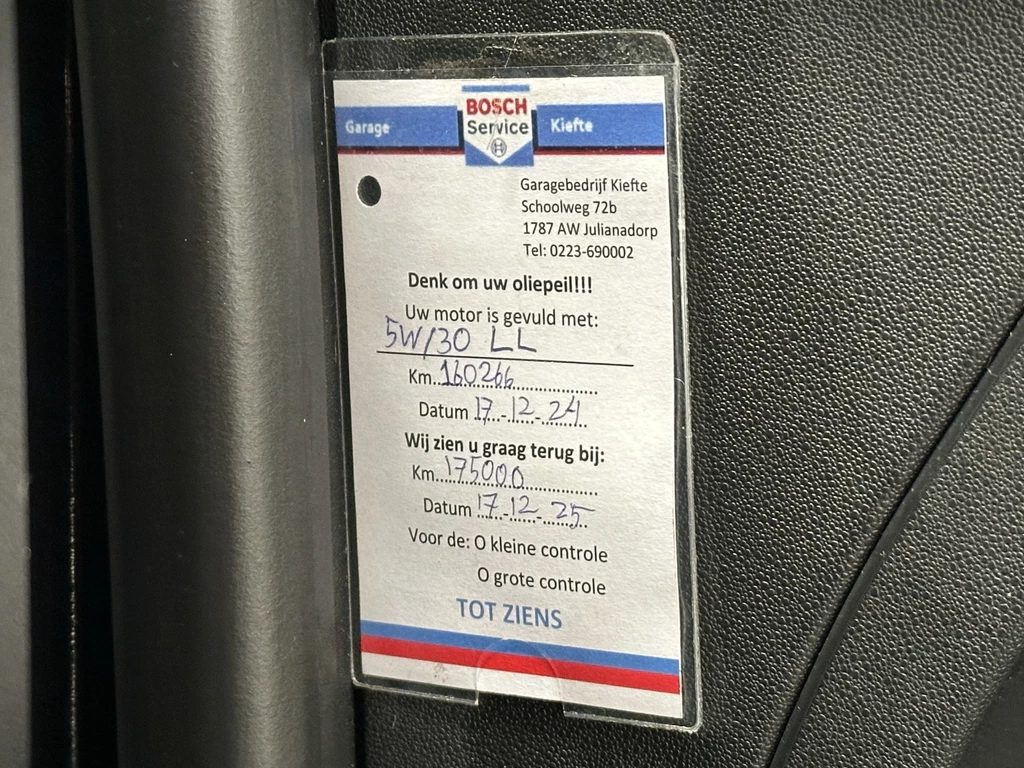 Garage BOSCH Service Kiefte
Garagebedrijf Kiefte
Schoolweg 72b
1787 AW Julianadorp
Tel: 0223-690002
Denk om uw oliepeil!!!
Uw motor is gevuld met:
5W/30 LL
Km..160266....................
Datum 17..-12..-24..
Wij zien u graag terug bij:
Km...175000....................
Datum 17..-12..-25..
Voor de: O kleine controle
O grote controle
TOT ZIENS